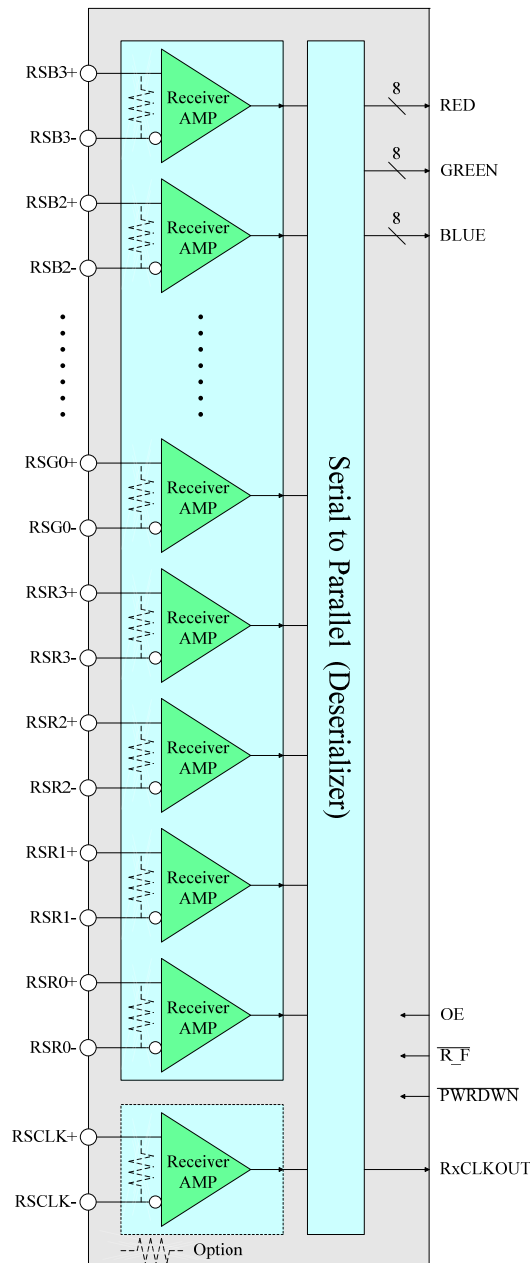 RSB3+
Receiver
AMP
8
RED
RSB3-
8
GREEN
RSB2+
Receiver
AMP
8
BLUE
RSB2-
RSG0+
Receiver
AMP
RSG0-
Serial to Parallel (Deserializer)
RSR3+
Receiver
AMP
RSR3-
RSR2+
Receiver
AMP
RSR2-
RSR1+
Receiver
AMP
RSR1-
RSR0+
Receiver
AMP
OE
RSR0-
R_F
PWRDWN
RSCLK+
Receiver
AMP
RxCLKOUT
RSCLK-
Option